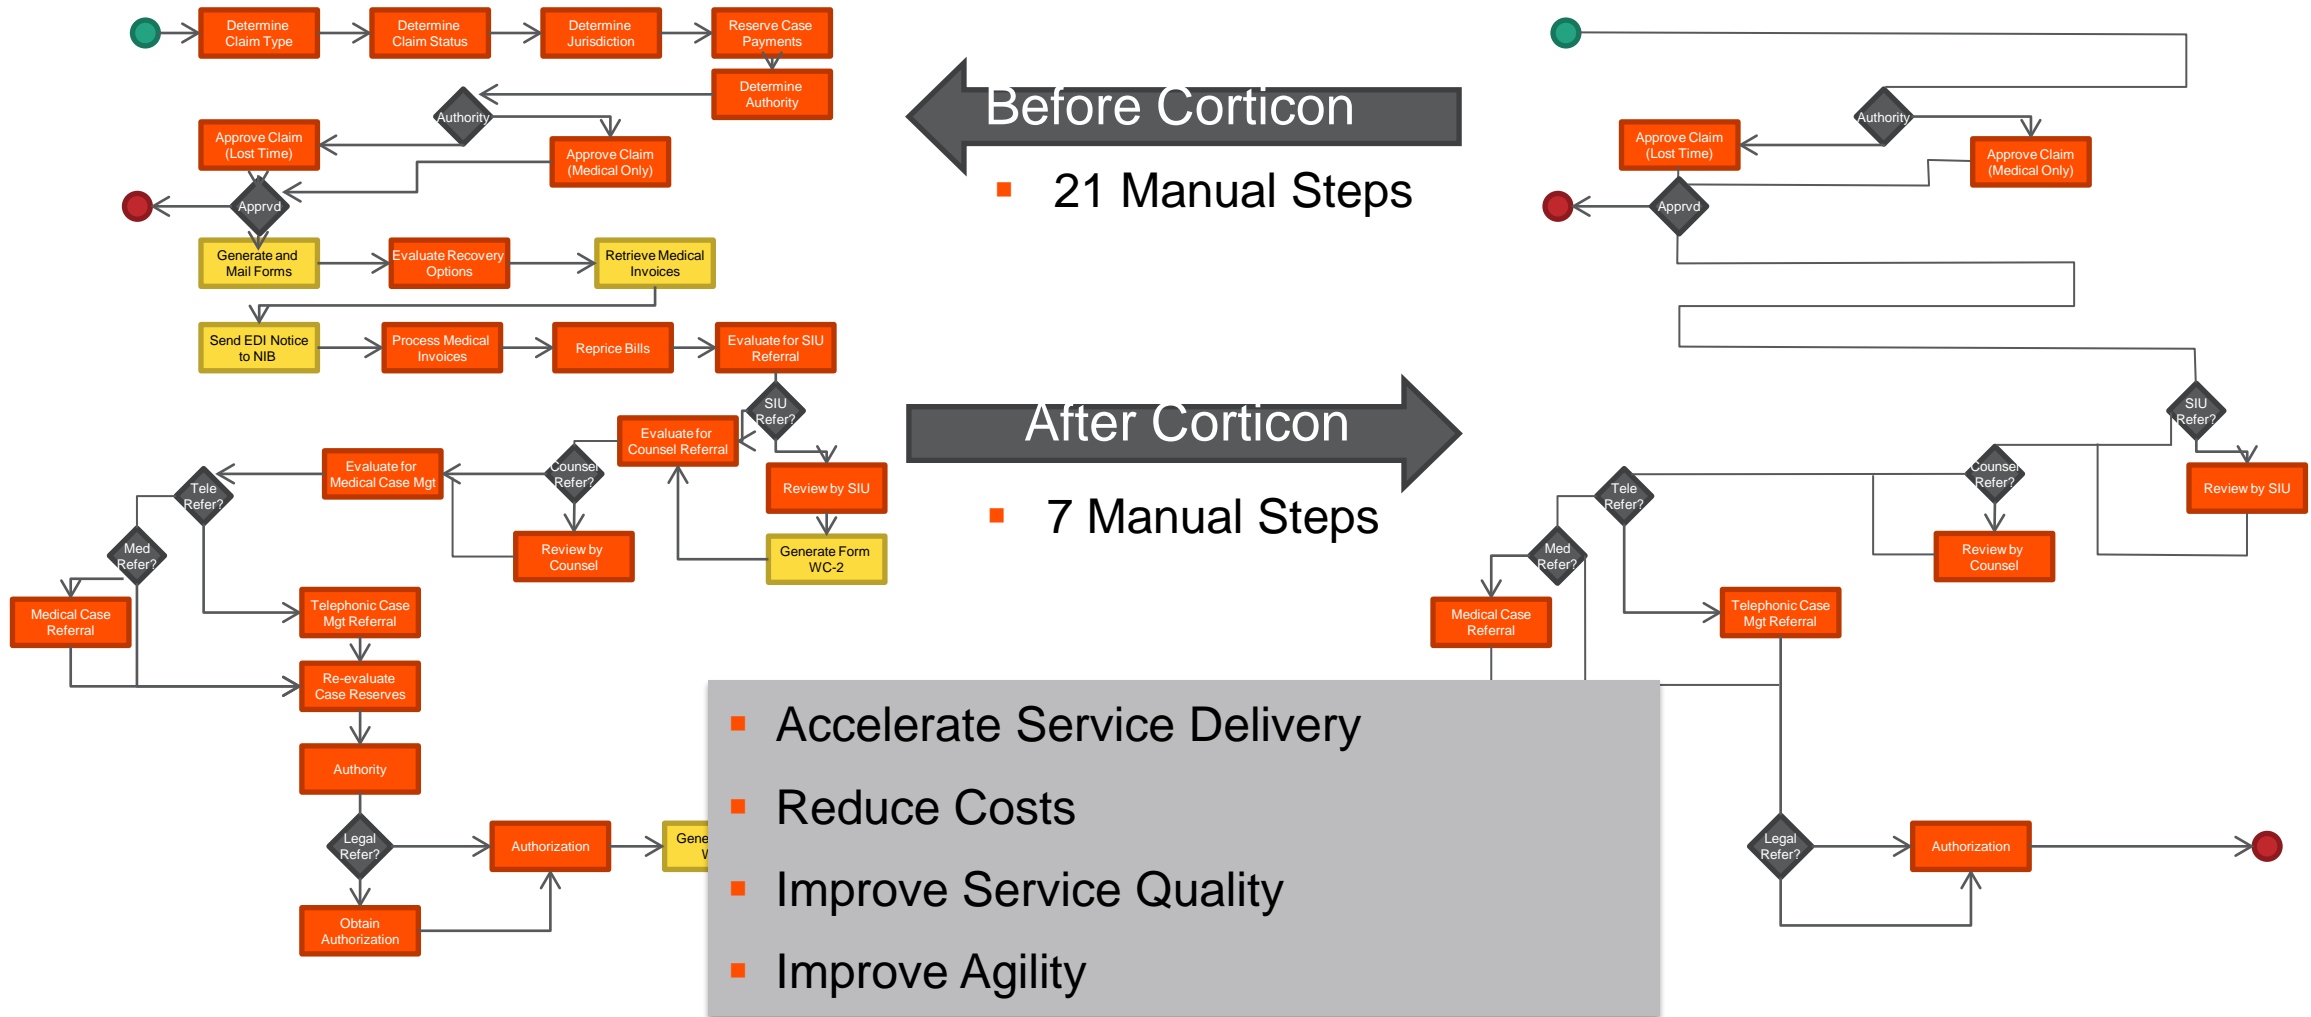 Determine
Claim Type
Determine
Claim Status
Determine
Jurisdiction
Reserve Case
Payments
Determine
Authority
Authority
Approve Claim
(Lost Time)
Approve Claim
(Medical Only)
Apprvd
Generate and
Mail Forms
Evaluate Recovery
Options
Retrieve Medical
Invoices
Send EDI Notice
to NIB
Process Medical
Invoices
Reprice Bills
Evaluate for SIU
Referral
SIU
Refer?
Evaluate for
Counsel Referral
Counsel
Refer?
Evaluate for
Medical Case Mgt
Tele
Refer?
Review by SIU
Generate Form
WC-2
Review by
Counsel
Med
Refer?
Medical Case
Referral
Telephonic Case
Mgt Referral
Re-evaluate
Case Reserves
Authority
Legal
Refer?
Authorization
Obtain
Authorization
Before Corticon
21 Manual Steps
After Corticon
7 Manual Steps
Accelerate Service Delivery
Reduce Costs
Improve Service Quality
Improve Agility
Authority
Approve Claim
(Lost Time)
Approve Claim
(Medical Only)
Apprvd
SIU
Refer?
Review by SIU
Counsel
Refer?
Review by
Counsel
Tele
Refer?
Med
Refer?
Medical Case
Referral
Telephonic Case
Mgt Referral
Legal
Refer?
Authorization